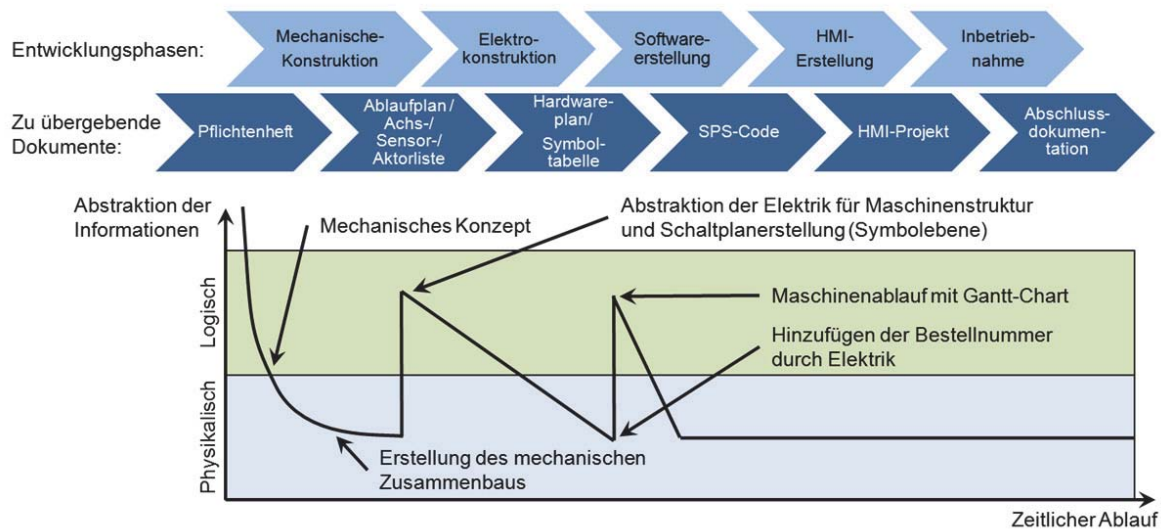 Entwicklungsphasen:
Mechanische-
Konstruktion
Elektro-
konstruktion
Software-
erstellung
HMI-
Erstellung
Inbetrieb-
nahme
Zu übergebende
Dokumente:
Pflichtenheft
Ablaufplan /
Achs-/
Sensor-/
Aktorliste
Hardware-
plan/
Symbol-
tabelle
SPS-Code
HMI-Projekt
Abschluss-
dokumen-
tation
Abstraktion der
Informationen
Mechanisches Konzept
Abstraktion der Elektrik für Maschinenstruktur
und Schaltplanerstellung (Symbolebene)
Logisch
Maschinenablauf mit Gantt-Chart
Hinzufügen der Bestellnummer
durch Elektrik
Physikalisch
Erstellung des mechanischen
Zusammenbaus
Zeitlicher Ablauf